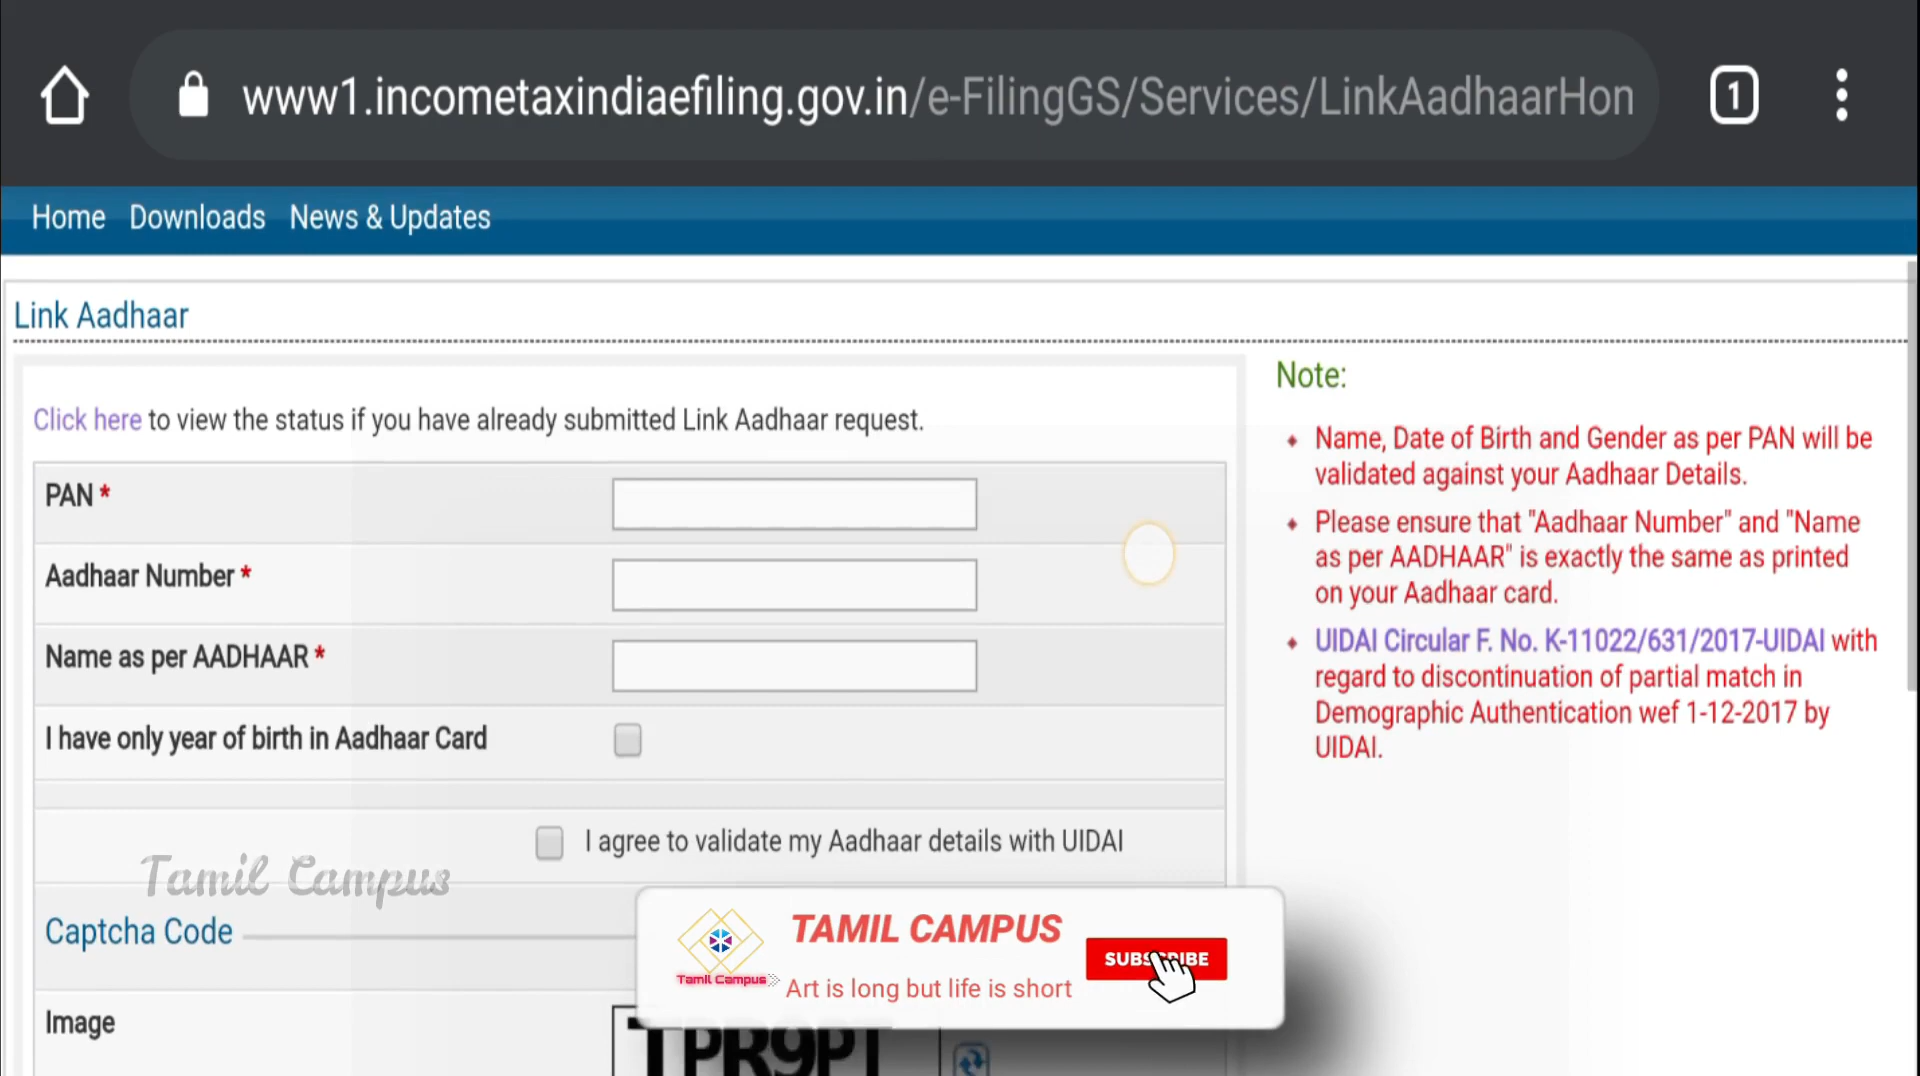 www1.incometaxindiaefiling.gov.in/e-FilingGS/Services/LinkAadhaarHon
1
Home Downloads News & Updates
Link Aadhaar
Click here to view the status if you have already submitted Link Aadhaar request.
PAN *
Aadhaar Number *
Name as per AADHAAR *
I have only year of birth in Aadhaar Card
I agree to validate my Aadhaar details with UIDAI
Tamil Campus
Captcha Code
Image
Note:
Name, Date of Birth and Gender as per PAN will be
validated against your Aadhaar Details.
Please ensure that "Aadhaar Number" and "Name
as per AADHAAR" is exactly the same as printed
on your Aadhaar card.
UIDAI Circular F. No. K-11022/631/2017-UIDAI with
regard to discontinuation of partial match in
Demographic Authentication wef 1-12-2017 by
UIDAI.
TAMIL CAMPUS
Art is long but life is short
Tamil Campus
SUBSCRIBE